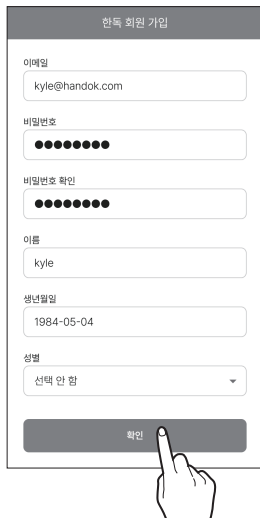 한독 회원 가입
이메일
kyle@handok.com
비밀번호
●●●●●●●●
비밀번호 확인
●●●●●●●●
이름
kyle
생년월일
1984-05-04
성별
선택 안 함
확인